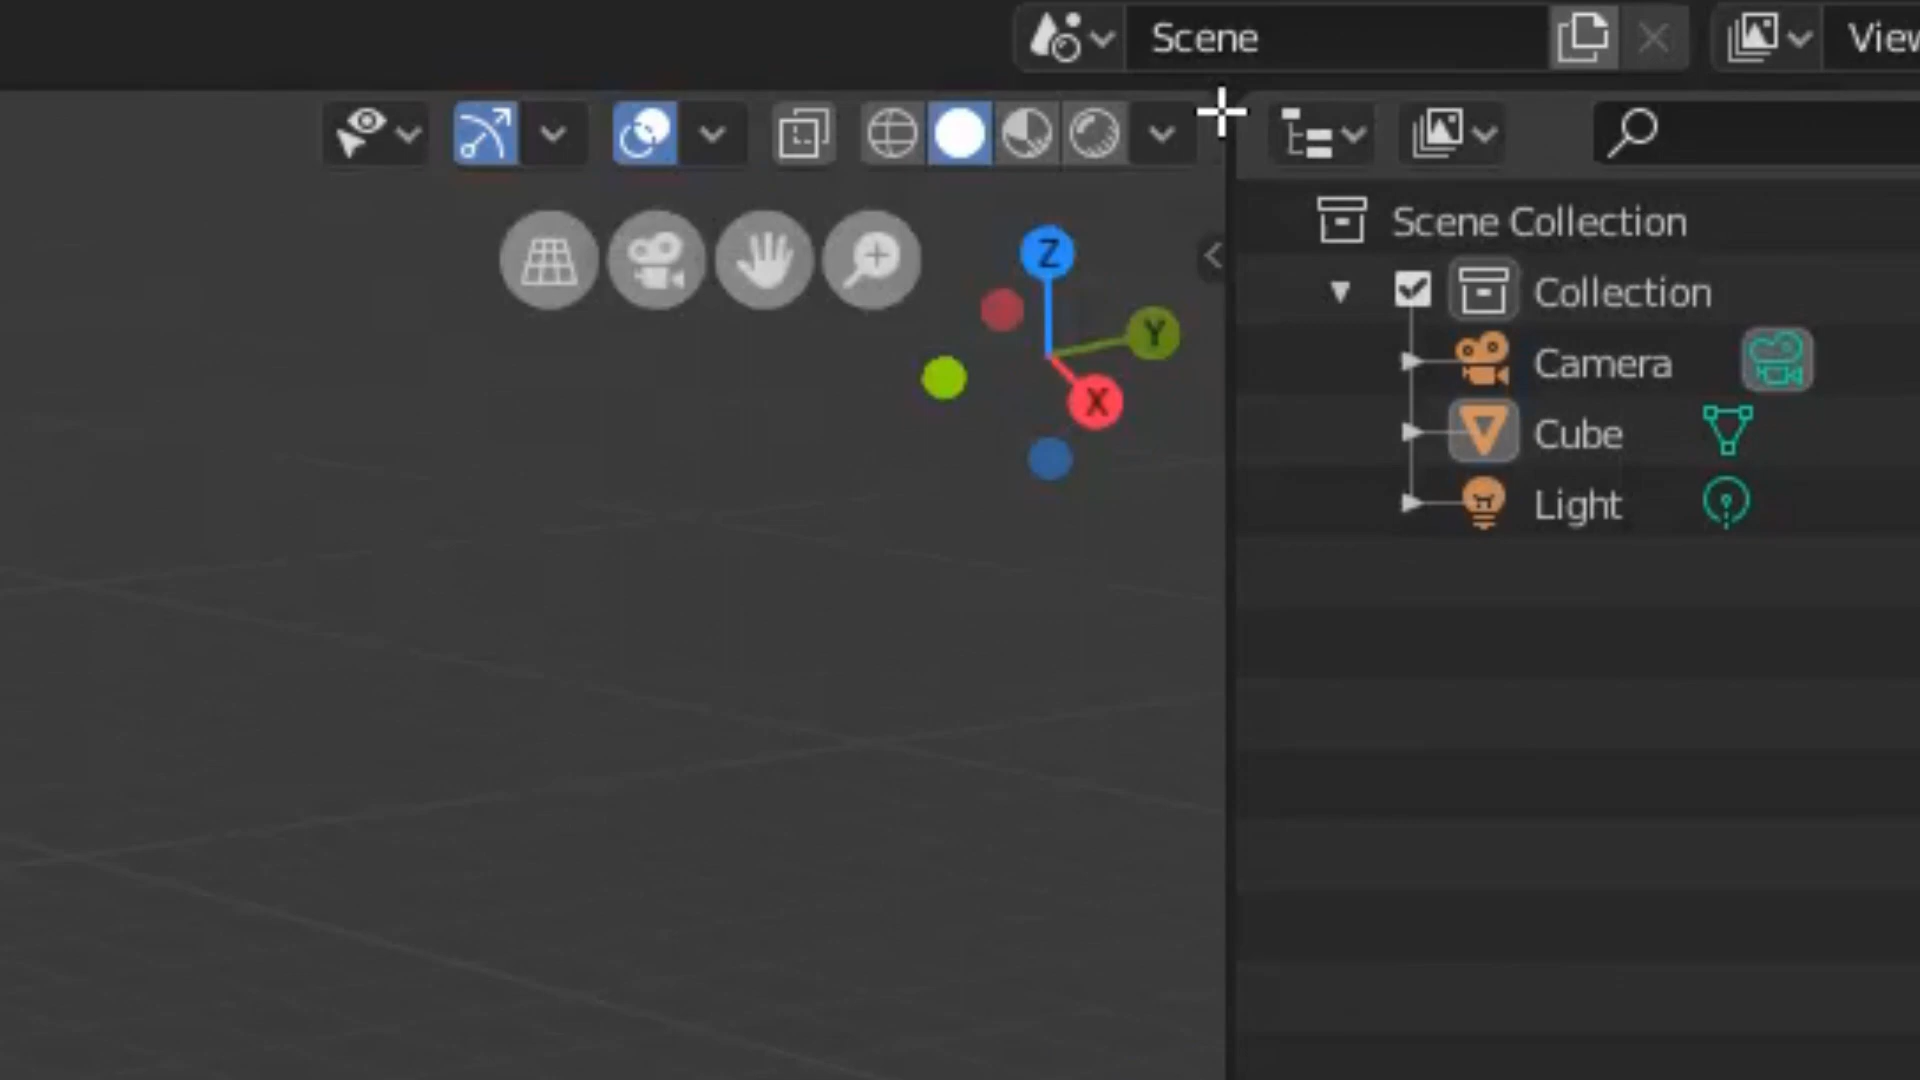 Scene
View
Z
Y
X
Scene Collection
Collection
Camera
Cube
Light